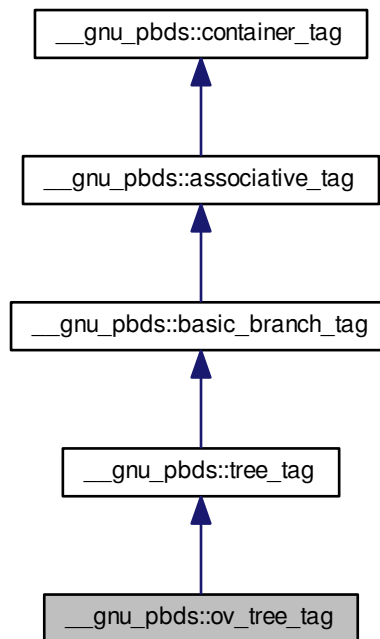 __gnu_pbds::container_tag
__gnu_pbds::associative_tag
__gnu_pbds::basic_branch_tag
__gnu_pbds::tree_tag
__gnu_pbds::ov_tree_tag